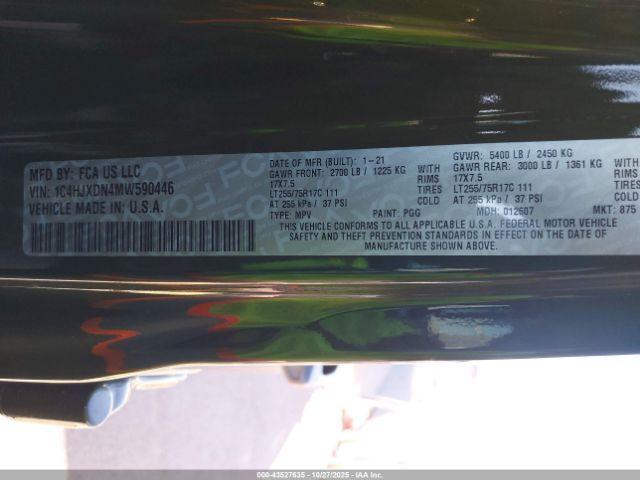 MFD BY: FCA US LLC
VIN: 1C4HJXDN4MW590446
VEHICLE MADE IN: U.S.A.
DATE OF MFR (BUILT): 1-21
GVWR: 5400 LB / 2450 KG
GAWR FRONT: 2700 LB / 1225 KG WITH GAWR REAR: 3000 LB / 1361 KG WITH
17X7.5 RIMS 17X7.5 RIMS
LT255/75R17C 111 TIRES LT255/75R17C 111 TIRES
AT 255 kPa / 37 PSI COLD AT 255 kPa / 37 PSI COLD
TYPE: MPV PAINT: PGG MDH: 012607 MKT: 875
THIS VEHICLE CONFORMS TO ALL APPLICABLE U.S.A. FEDERAL MOTOR VEHICLE
SAFETY AND THEFT PREVENTION STANDARDS IN EFFECT ON THE DATE OF
MANUFACTURE SHOWN ABOVE.
000-43527635 - 10/27/2025 - Copyright IAA, Inc.